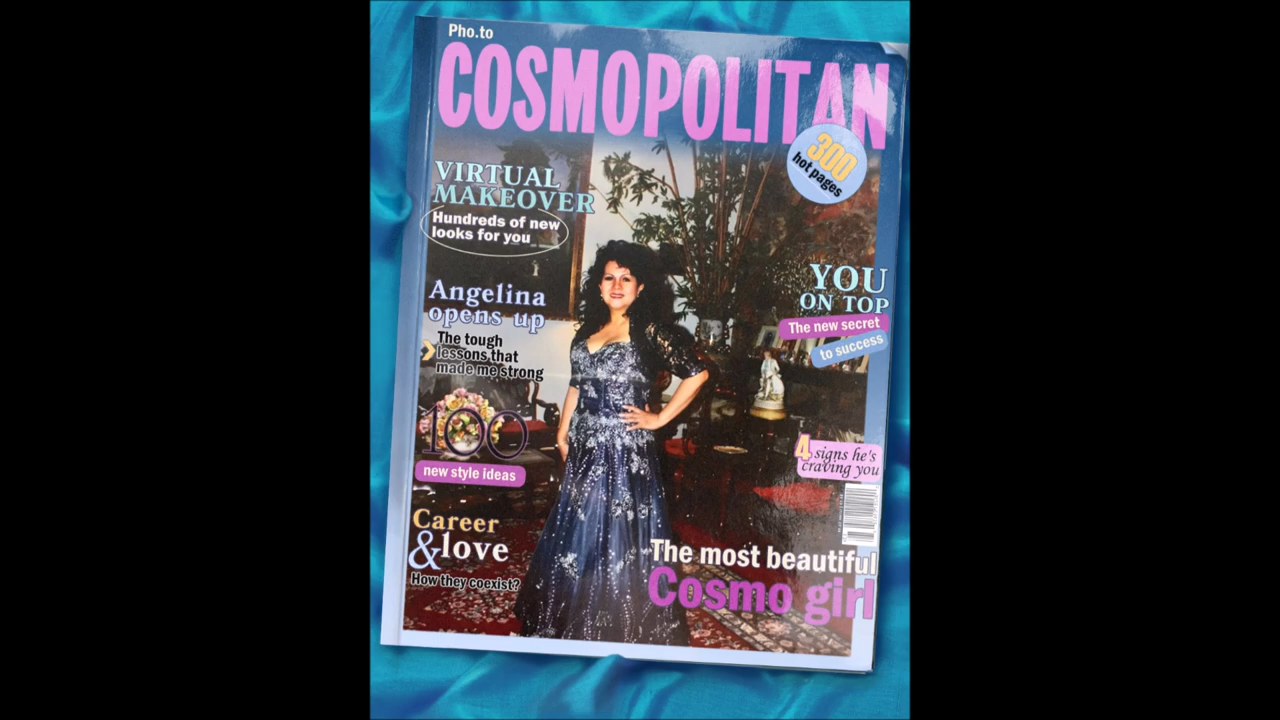 Pho.to
COSMOPOLITAN
300
hot pages
VIRTUAL
MAKEOVER
Hundreds of new
looks for you
YOU
ON TOP
The new secret
to success
Angelina
opens up
The tough
lessons that
made me strong
100
new style ideas
4 signs he's
craving you
Career
&love
How they coexist?
The most beautiful
Cosmo girl